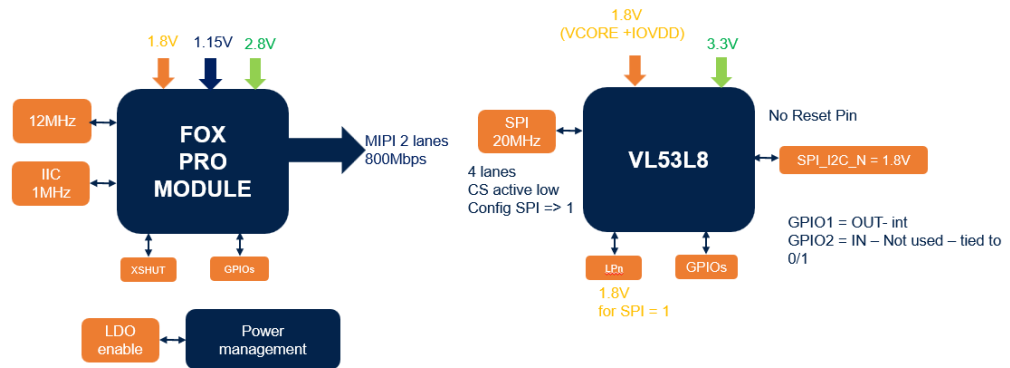 1.8V
1.15V
2.8V
12MHz
IIC
1MHz
FOX
PRO
MODULE
MIPI 2 lanes
800Mbps
XSHUT
GPIOs
LDO
enable
Power
management
1.8V
(VCORE +IOVDD)
3.3V
SPI
20MHz
4 lanes
CS active low
Config SPI => 1
VL53L8
No Reset Pin
SPI_I2C_N = 1.8V
GPIO1 = OUT- int
GPIO2 = IN – Not used – tied to
0/1
LPn
GPIOs
1.8V
for SPI = 1